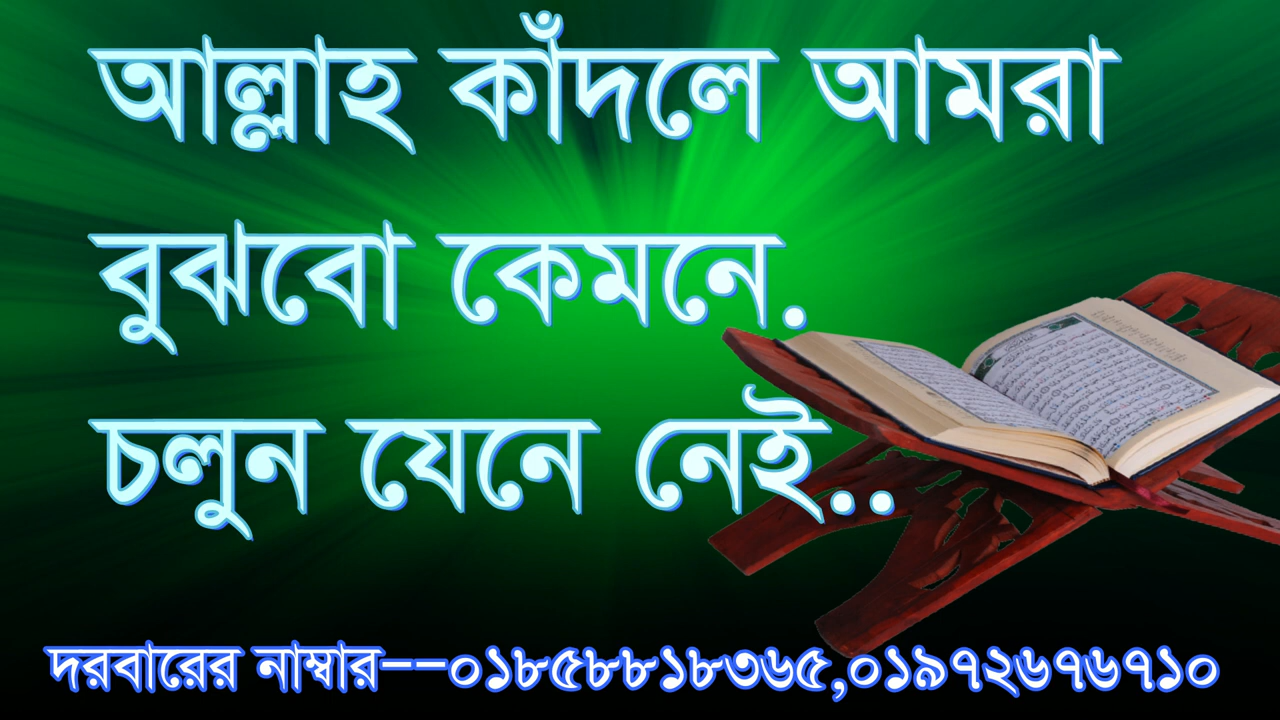 আল্লাহ কাঁদলে আমরা
বুঝবো কেমনে.
চলুন যেনে নেই..
দরবারের নাম্বার--০১৮৫৮৮১৮৩৬৫,০১৯৭২৬৭৬৭১০